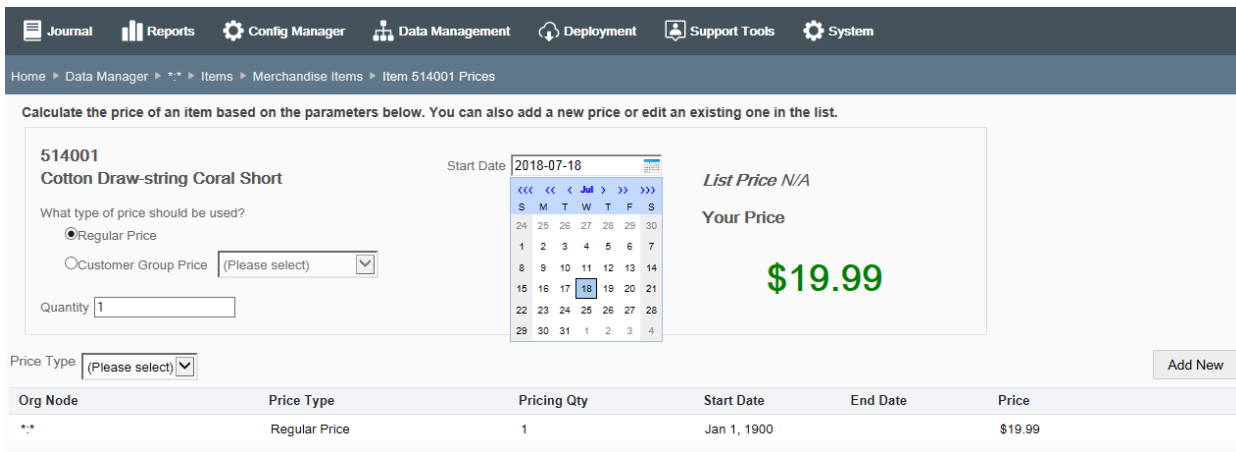 Journal Reports Config Manager Data Management Deployment Support Tools System
Home Data Manager *:* Items Merchandise Items Item 514001 Prices
Calculate the price of an item based on the parameters below. You can also add a new price or edit an existing one in the list.
514001
Cotton Draw-string Coral Short
What type of price should be used?
Regular Price
Customer Group Price (Please select)
Quantity 1
Start Date 2018-07-18
<<< << < Jul > >> >>>
S M T W T F S
24 25 26 27 28 29 30
1 2 3 4 5 6 7
8 9 10 11 12 13 14
15 16 17 18 19 20 21
22 23 24 25 26 27 28
29 30 31 1 2 3 4
List Price N/A
Your Price
$19.99
Price Type (Please select)
Add New
Org Node Price Type Pricing Qty Start Date End Date Price
*:* Regular Price 1 Jan 1, 1900 $19.99